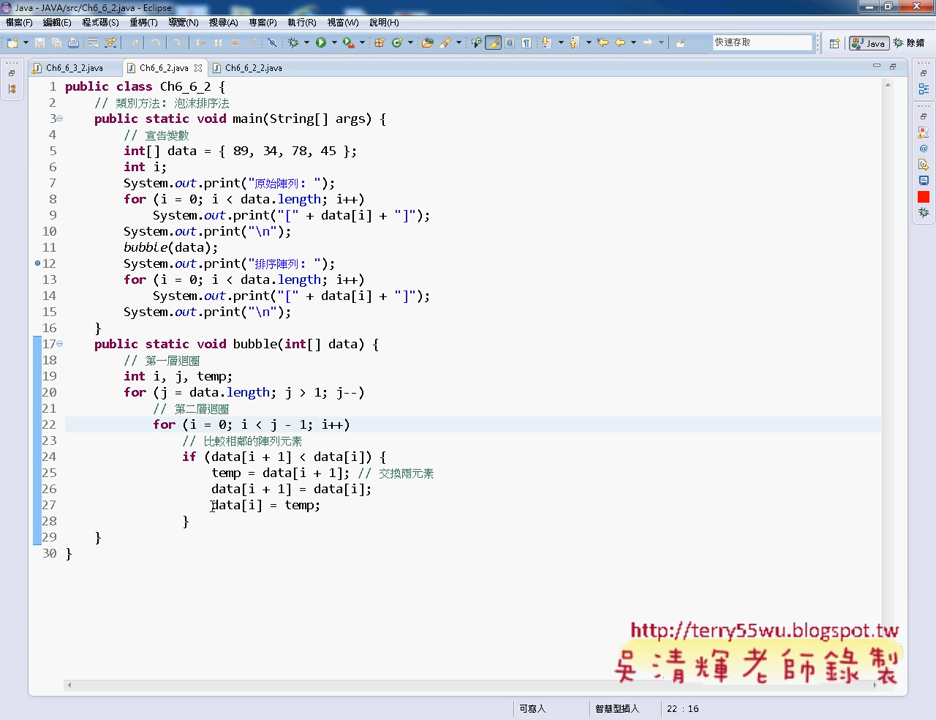 Java - JAVA/src/Ch6_6_2.java - Eclipse
檔案(F) 編輯(E) 程式碼(S) 重構(T) 導覽(N) 搜尋(A) 專案(P) 執行(R) 視窗(W) 說明(H)
快速存取 Java 除錯
Ch6_6_3_2.java Ch6_6_2.java Ch6_6_2_2.java
1 public class Ch6_6_2 {
2 // 類別方法: 泡沫排序法
3 public static void main(String[] args) {
4 // 宣告變數
5 int[] data = { 89, 34, 78, 45 };
6 int i;
7 System.out.print("原始陣列: ");
8 for (i = 0; i < data.length; i++)
9 System.out.print("[" + data[i] + "]");
10 System.out.print("\n");
11 bubble(data);
12 System.out.print("排序陣列: ");
13 for (i = 0; i < data.length; i++)
14 System.out.print("[" + data[i] + "]");
15 System.out.print("\n");
16 }
17 public static void bubble(int[] data) {
18 // 第一層迴圈
19 int i, j, temp;
20 for (j = data.length; j > 1; j--)
21 // 第二層迴圈
22 for (i = 0; i < j - 1; i++)
23 // 比較相鄰的陣列元素
24 if (data[i + 1] < data[i]) {
25 temp = data[i + 1]; // 交換兩元素
26 data[i + 1] = data[i];
27 data[i] = temp;
28 }
29 }
30 }
http://terry55wu.blogspot.tw
吳清輝老師錄製
可寫入 智慧型插入 22 : 16